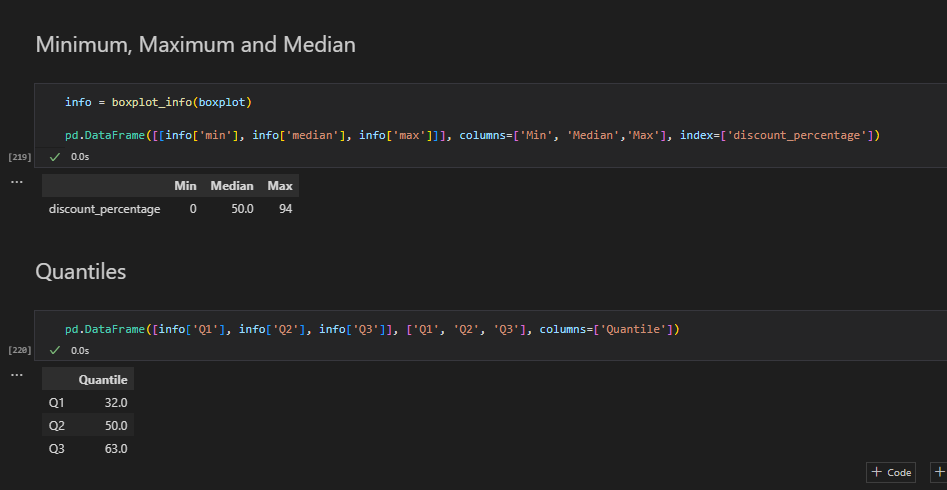 Minimum, Maximum and Median
info = boxplot_info(boxplot)
pd.DataFrame([[info['min'], info['median'], info['max']]], columns=['Min', 'Median','Max'], index=['discount_percentage'])
[219] ✓ 0.0s
...
Min Median Max
discount_percentage 0 50.0 94
Quantiles
pd.DataFrame([info['Q1'], info['Q2'], info['Q3']], ['Q1', 'Q2', 'Q3'], columns=['Quantile'])
[220] ✓ 0.0s
...
Quantile
Q1 32.0
Q2 50.0
Q3 63.0
+ Code +